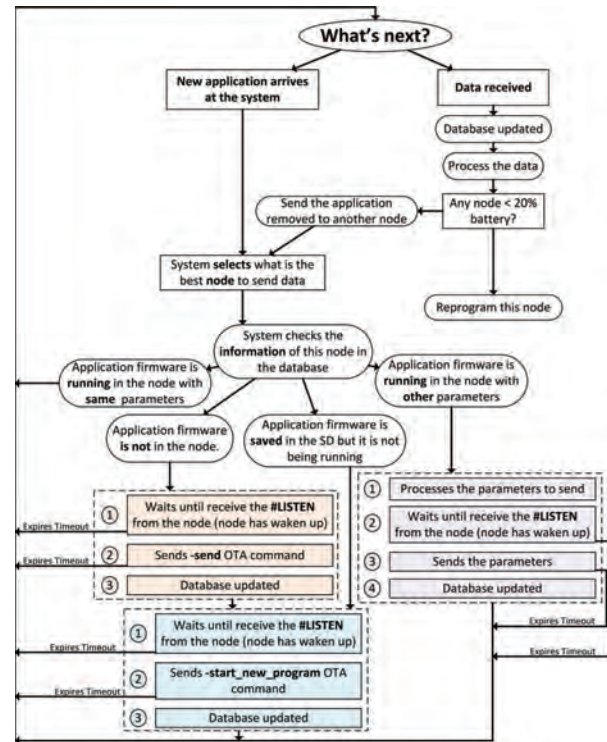 What's next?
New application arrives
at the system
Data received
Database updated
Process the data
Send the application
removed to another node
Any node < 20%
battery?
System selects what is the
best node to send data
Reprogram this node
System checks the
information of this node in
the database
Application firmware is
running in the node with
same parameters
Application firmware is
running in the node with
other parameters
Application firmware
is not in the node.
Application firmware is
saved in the SD but it is not
being running
1 Waits until receive the #LISTEN
from the node (node has waken up)
Expires Timeout
2 Sends -send OTA command
Expires Timeout
3 Database updated
1 Processes the parameters to send
2 Waits until receive the #LISTEN
from the node (node has waken up)
3 Sends the parameters
4 Database updated
Expires Timeout
Expires Timeout
1 Waits until receive the #LISTEN
from the node (node has waken up)
Expires Timeout
2 Sends -start_new_program OTA
command
Expires Timeout
3 Database updated